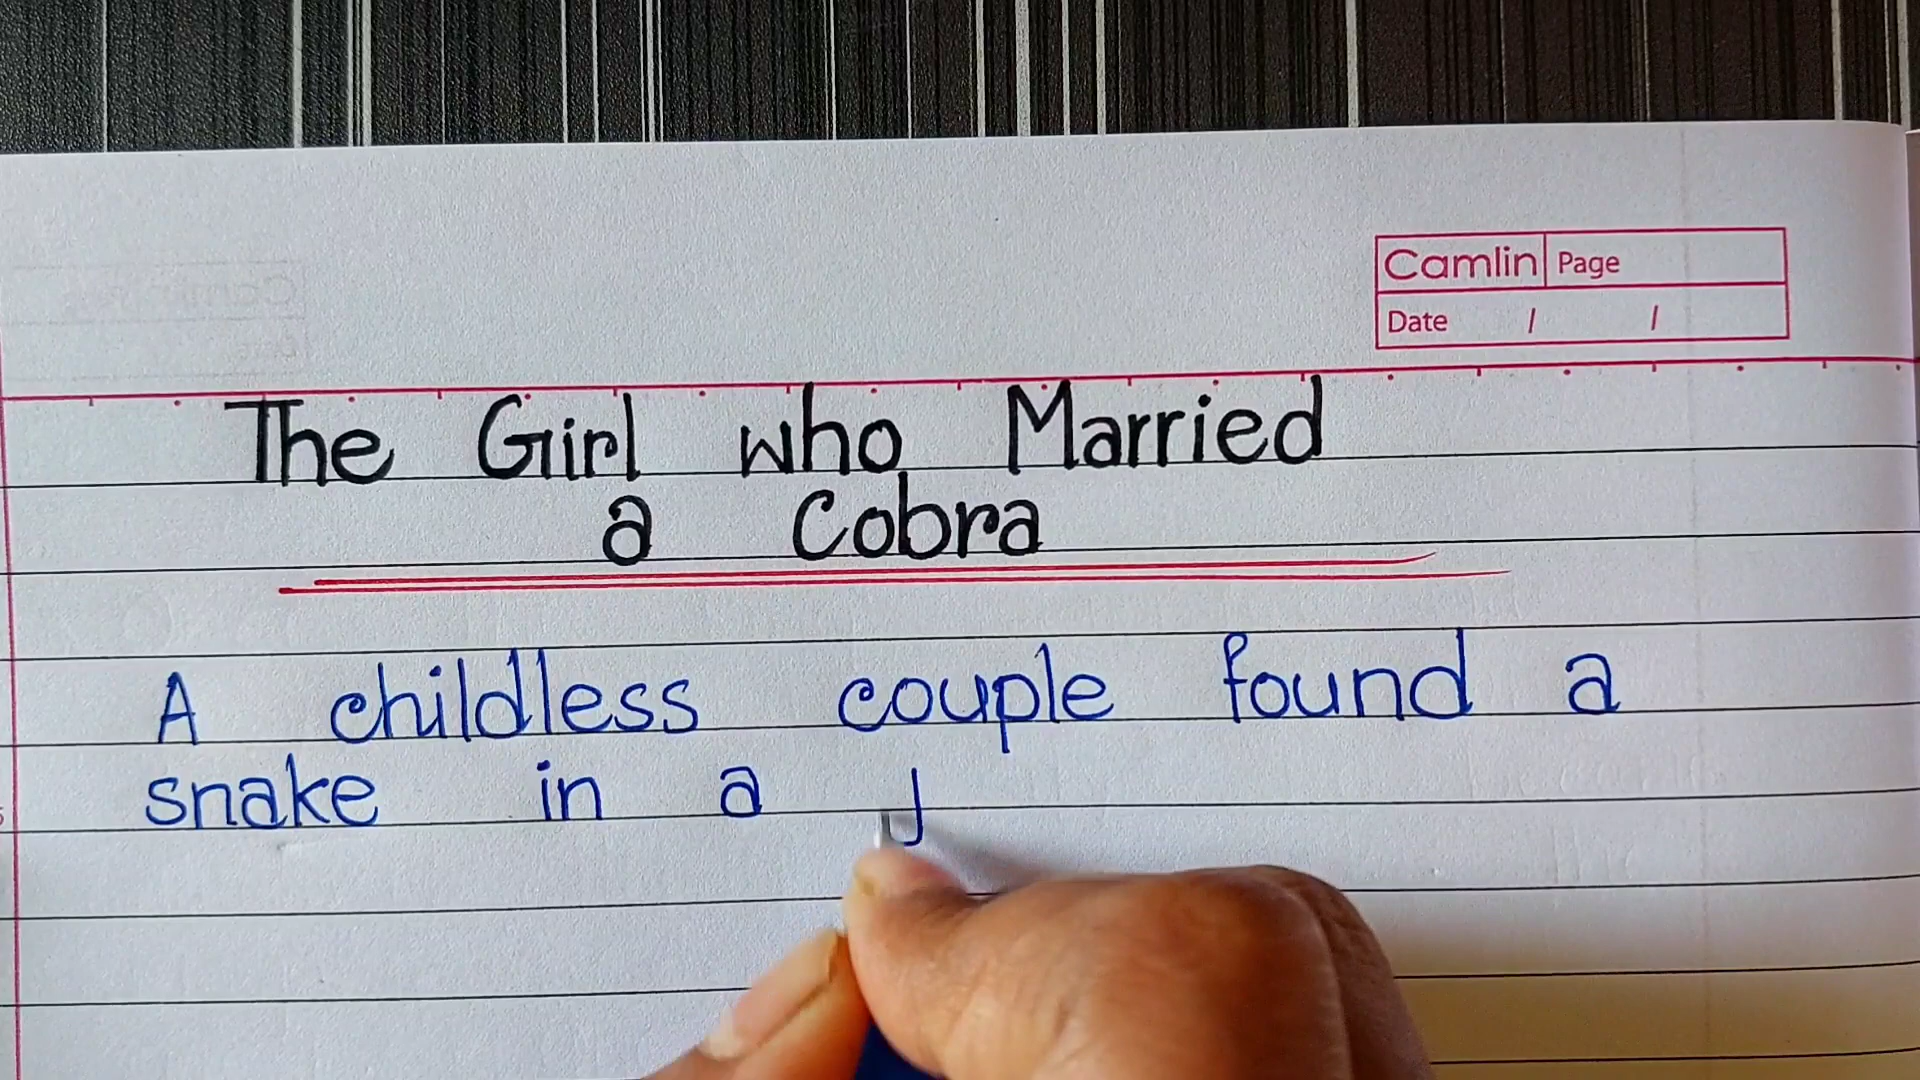 Camlin Page
Date / /
The Girl who Married
a Cobra
A childless couple found a
snake in a j